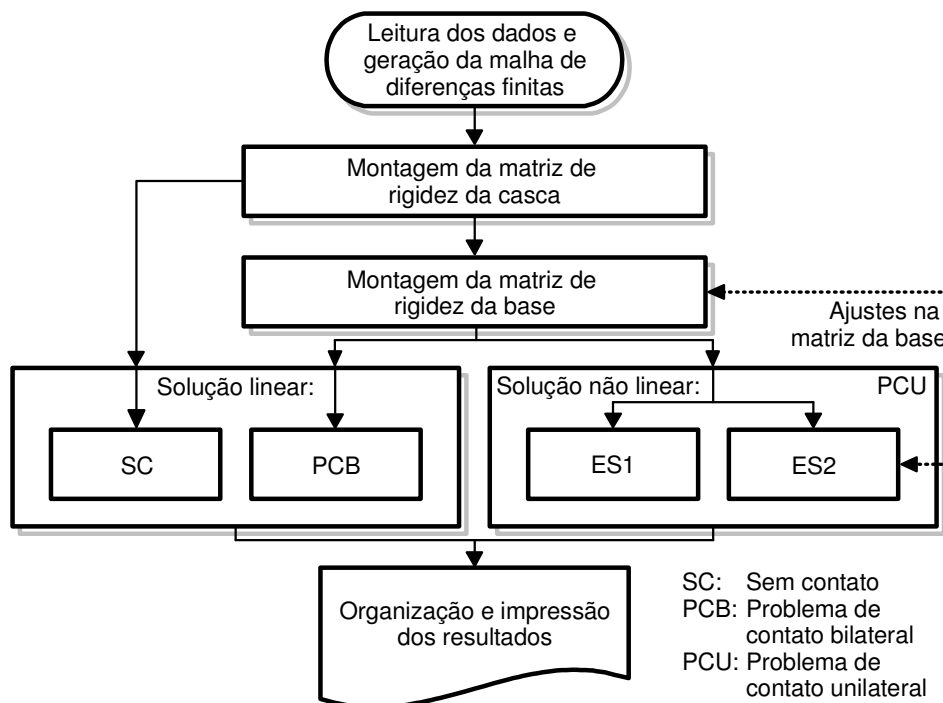 Leitura dos dados e
geração da malha de
diferenças finitas
Montagem da matriz de
rigidez da casca
Montagem da matriz de
rigidez da base
Ajustes na
matriz da base
Solução linear:
SC
PCB
Solução não linear:
PCU
ES1
ES2
Organização e impressão
dos resultados
SC: Sem contato
PCB: Problema de
contato bilateral
PCU: Problema de
contato unilateral